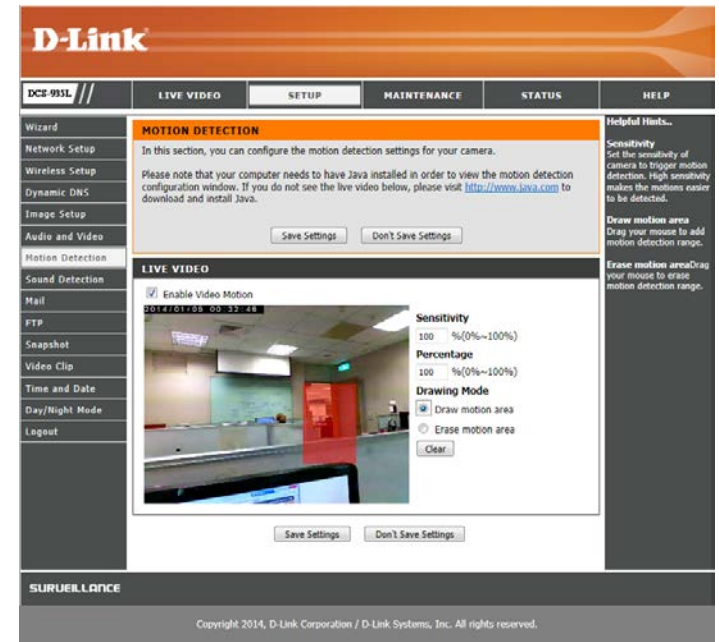 D-Link
DCS-935L
LIVE VIDEO
SETUP
MAINTENANCE
STATUS
HELP
Wizard
Network Setup
Wireless Setup
Dynamic DNS
Image Setup
Audio and Video
Motion Detection
Sound Detection
Mail
FTP
Snapshot
Video Clip
Time and Date
Day/Night Mode
Logout
MOTION DETECTION
In this section, you can configure the motion detection settings for your camera.
Please note that your computer needs to have Java installed in order to view the motion detection
configuration window. If you do not see the live video below, please visit http://www.java.com to
download and install Java.
Save Settings
Don't Save Settings
LIVE VIDEO
Enable Video Motion
2014/01/05 00:32:46
Sensitivity
100 %(0%~100%)
Percentage
100 %(0%~100%)
Drawing Mode
Draw motion area
Erase motion area
Clear
Save Settings
Don't Save Settings
Helpful Hints..
Sensitivity
Set the sensitivity of
camera to trigger motion
detection. High sensitivity
makes the motions easier
to be detected.
Draw motion area
Drag your mouse to add
motion detection range.
Erase motion areaDrag
your mouse to erase
motion detection range.
SURVEILLANCE
Copyright 2014, D-Link Corporation / D-Link Systems, Inc. All rights reserved.